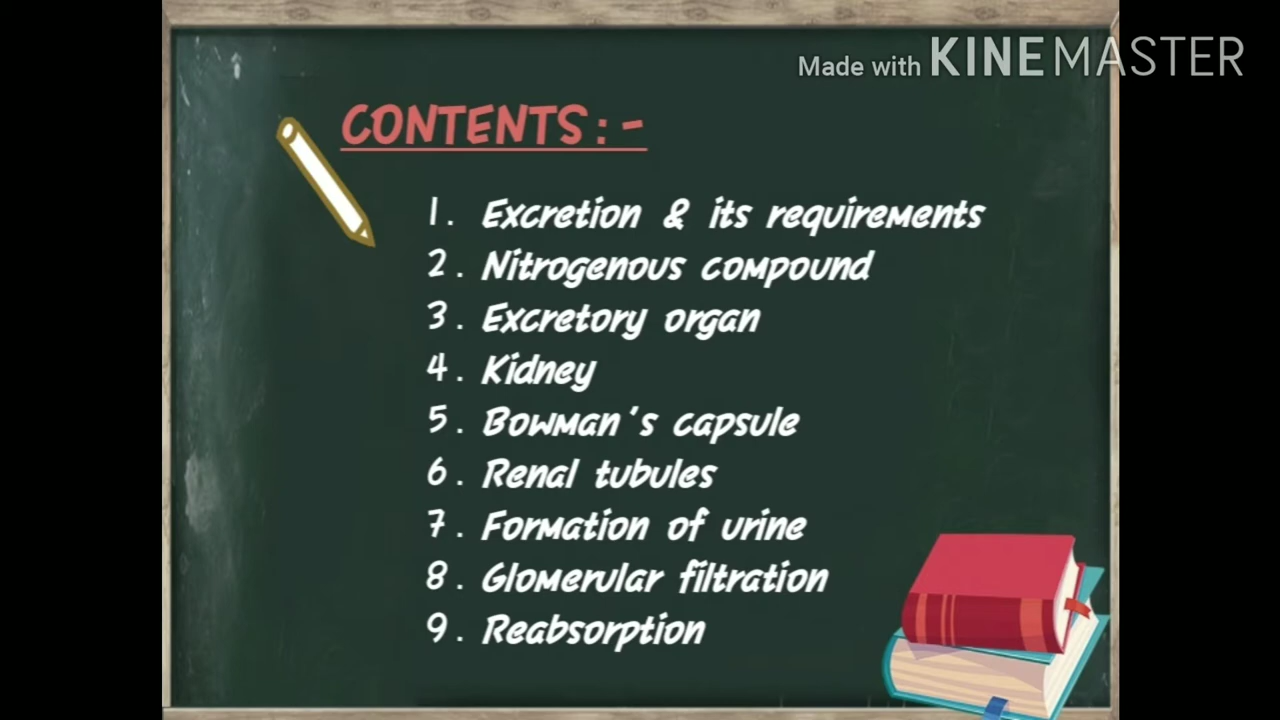 Made with KINEMASTER
CONTENTS:-
1. Excretion & its requirements
2. Nitrogenous compound
3. Excretory organ
4. Kidney
5. Bowman's capsule
6. Renal tubules
7. Formation of urine
8. Glomerular filtration
9. Reabsorption